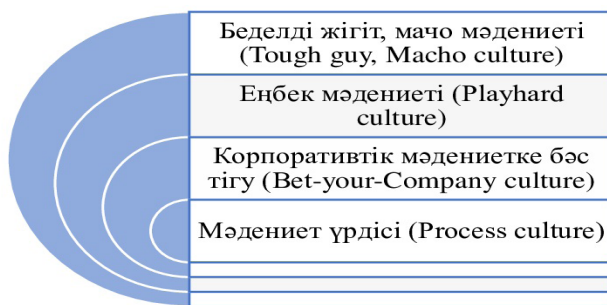 Беделді жігіт, мачо мәдениеті
(Tough guy, Macho culture)
Еңбек мәдениеті (Playhard
culture)
Корпоративтік мәдениетке бәс
тігу (Bet-your-Company culture)
Мәдениет үрдісі (Process culture)